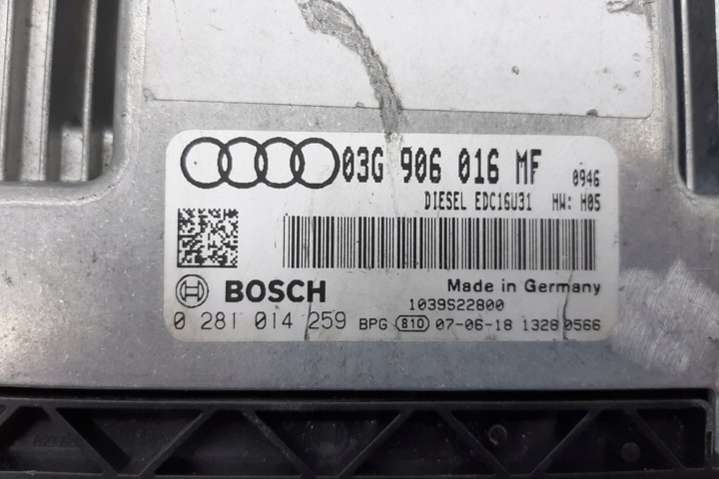 03G 906 016 MF 0946
DIESEL EDC16U31 HW: H05
BOSCH Made in Germany
1039S22800
0 281 014 259 BPG 810 07-06-18 1328 0566